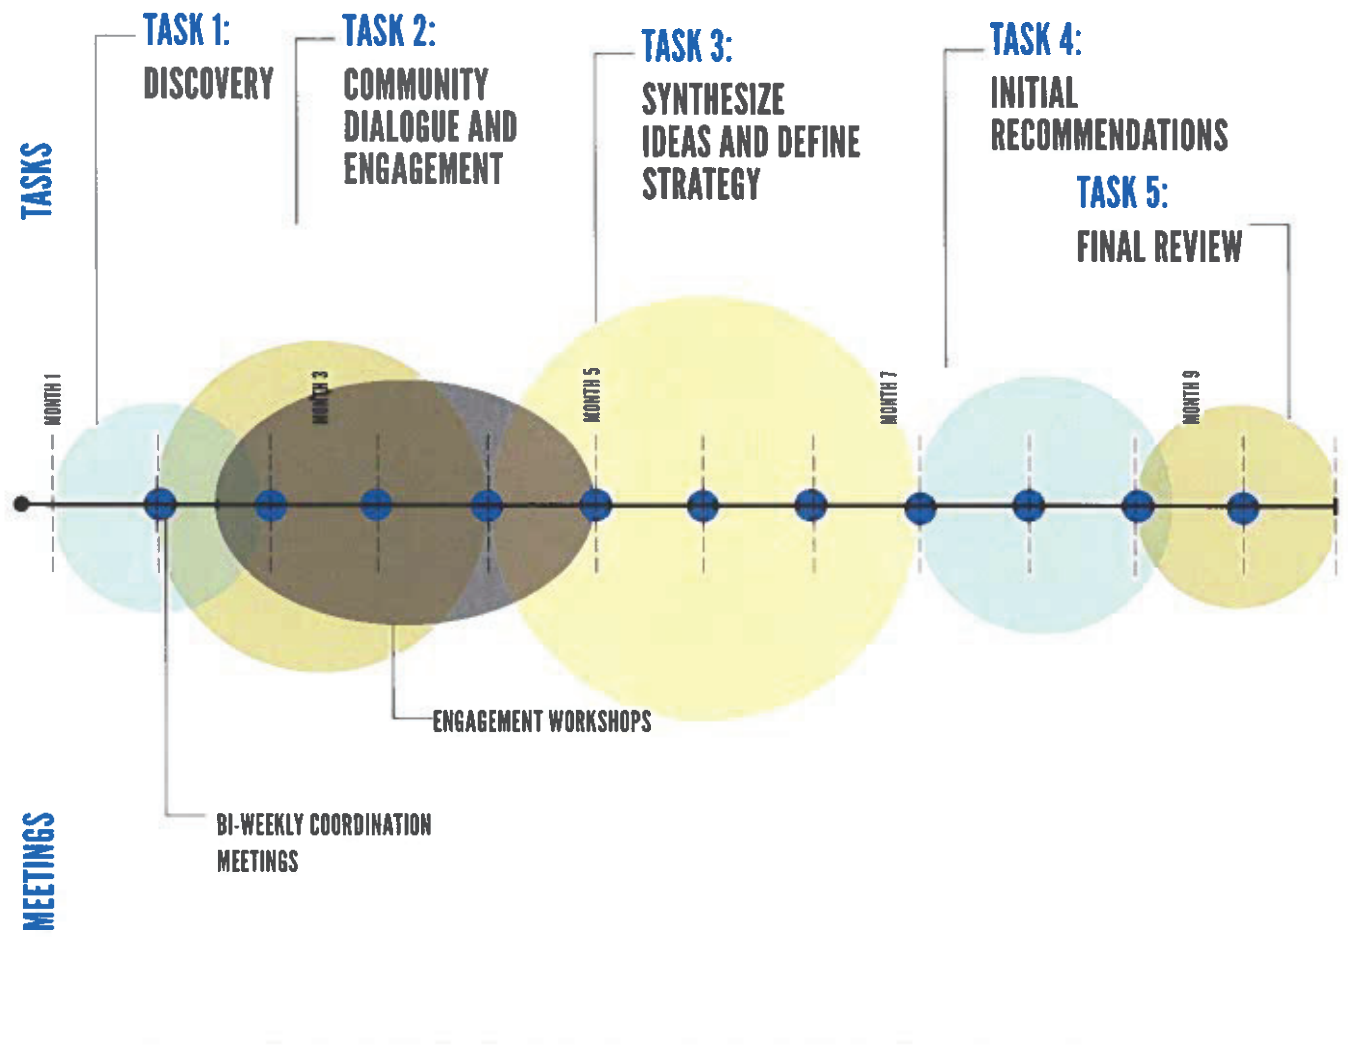 TASK 1:
DISCOVERY
TASK 2:
COMMUNITY
DIALOGUE AND
ENGAGEMENT
TASK 3:
SYNTHESIZE
IDEAS AND DEFINE
STRATEGY
TASK 4:
INITIAL
RECOMMENDATIONS
TASK 5:
FINAL REVIEW
TASKS
MONTH 1
MONTH 3
MONTH 5
MONTH 7
MONTH 9
ENGAGEMENT WORKSHOPS
BI-WEEKLY COORDINATION
MEETINGS
MEETINGS